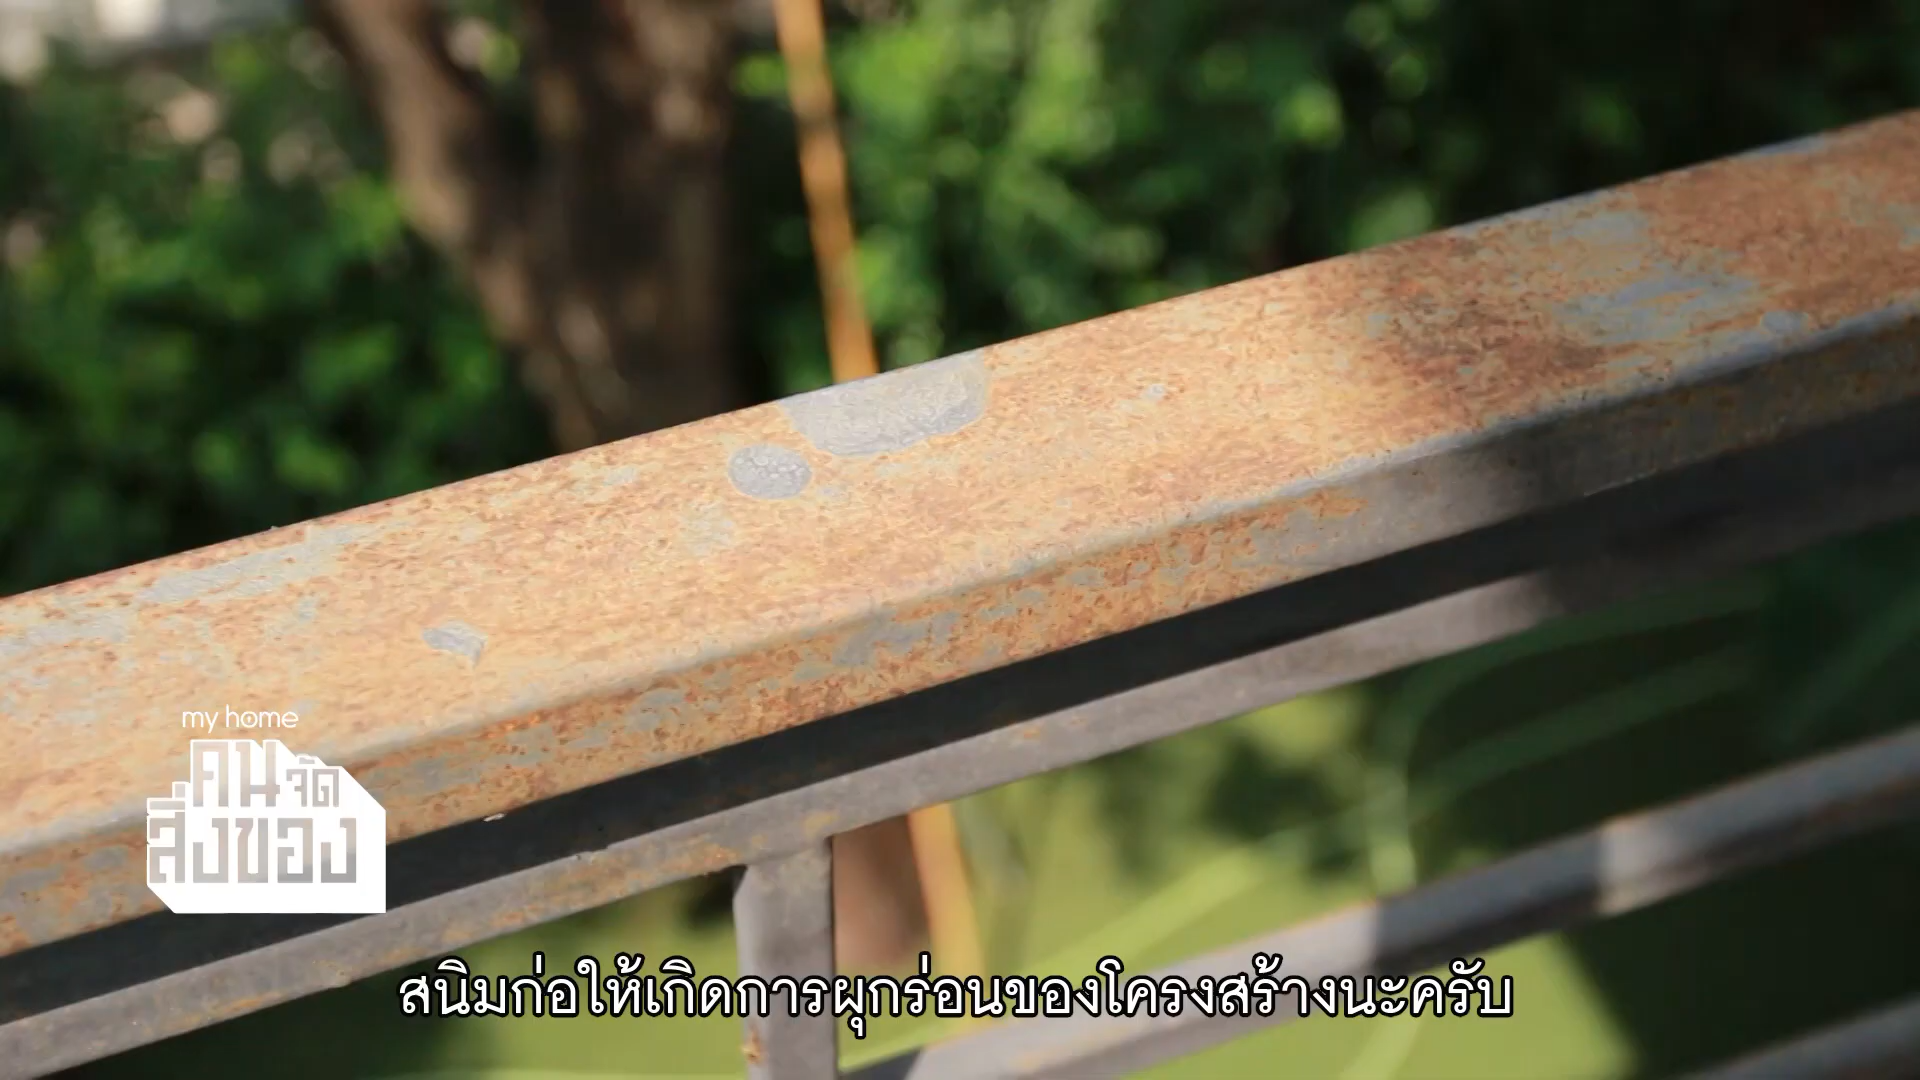 my home
คน จัด
สิ่งของ
สนิมก่อให้เกิดการผุกร่อนของโครงสร้างนะครับ